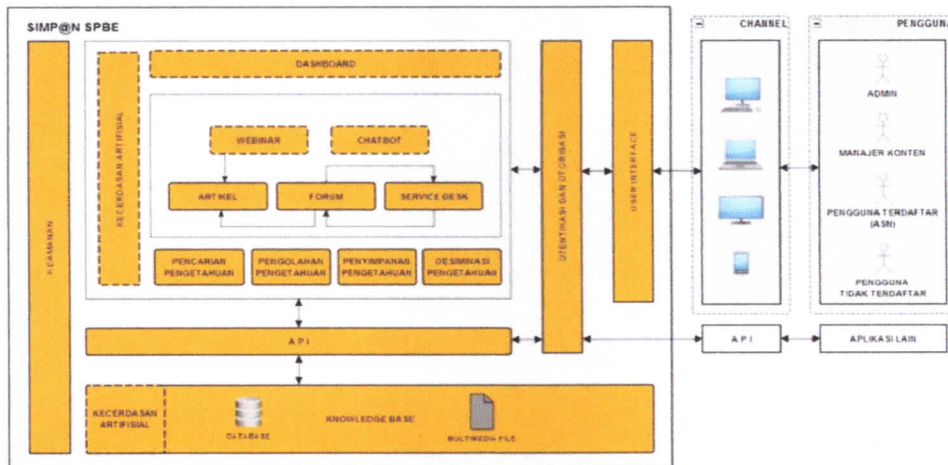 SIMP@N SPBE
CHANNEL
PENGGUNA
KEAMANAN
KECERDASAN ARTIFISIAL
DASHBOARD
WEBINAR
CHATBOT
ARTIKEL
FORUM
SERVICE DESK
PENCARIAN
PENGETAHUAN
PENGOLAHAN
PENGETAHUAN
PENYIMPANAN
PENGETAHUAN
DESIMINASI
PENGETAHUAN
OTENTIKASI DAN OTORISASI
USER INTERFACE
ADMIN
MANAJER KONTEN
PENGGUNA TERDAFTAR
(ASN)
PENGGUNA
TIDAK TERDAFTAR
API
API
APLIKASI LAIN
KECERDASAN
ARTIFISIAL
DATABASE
KNOWLEDGE BASE
MULTIMEDIA FILE